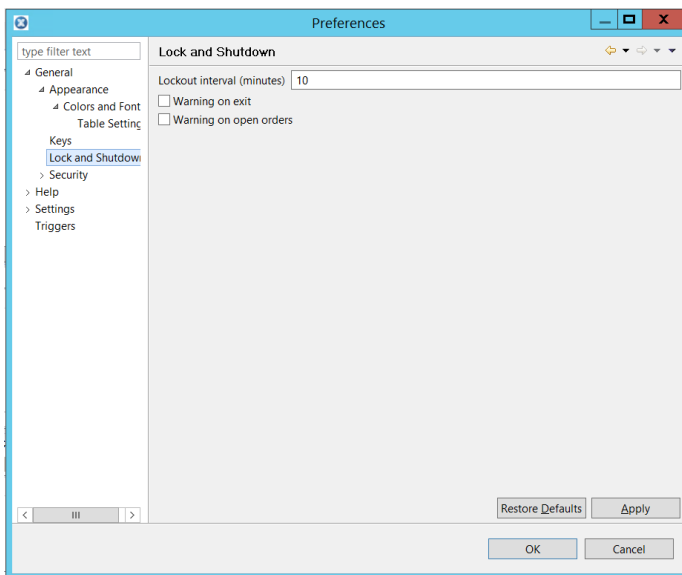 Preferences
type filter text
General
Appearance
Colors and Font
Table Setting
Keys
Lock and Shutdown
Security
Help
Settings
Triggers
Lock and Shutdown
Lockout interval (minutes) 10
Warning on exit
Warning on open orders
Restore Defaults Apply
OK Cancel